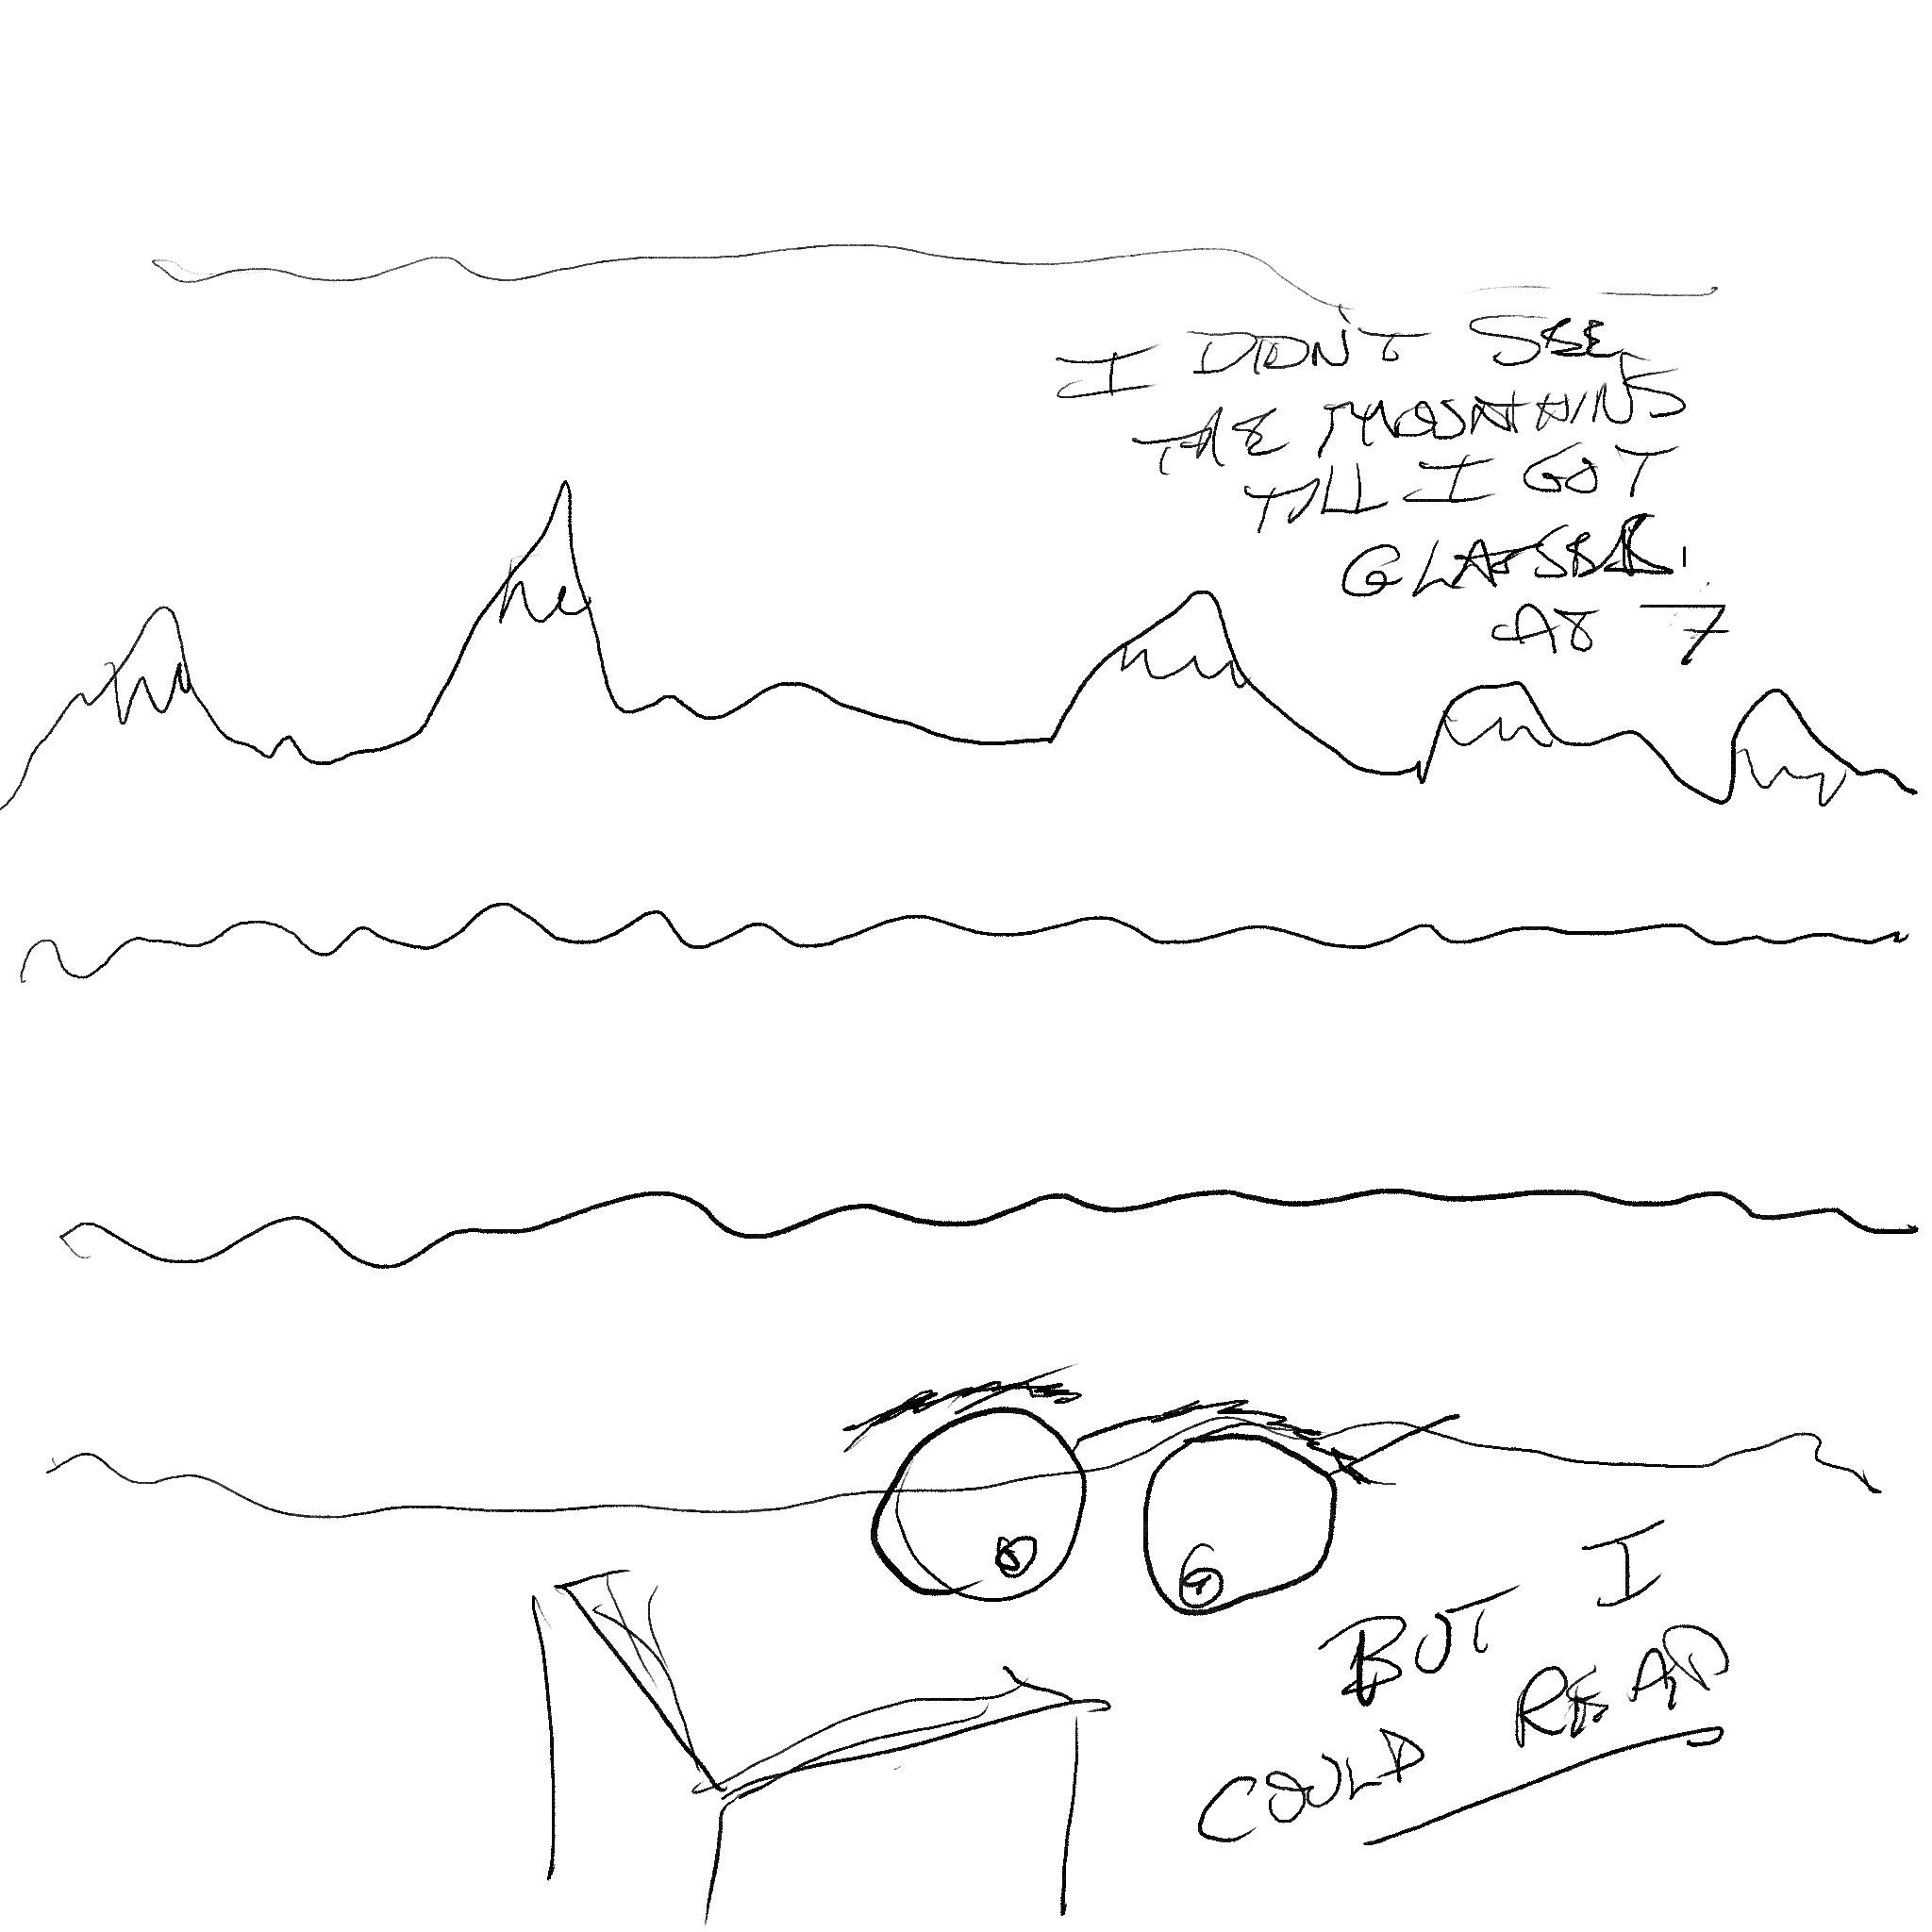 I DIDN'T SEE
THE MOUNTAINS
TILL I GOT
GLASSES.
AT 7
BUT I
COULD READ